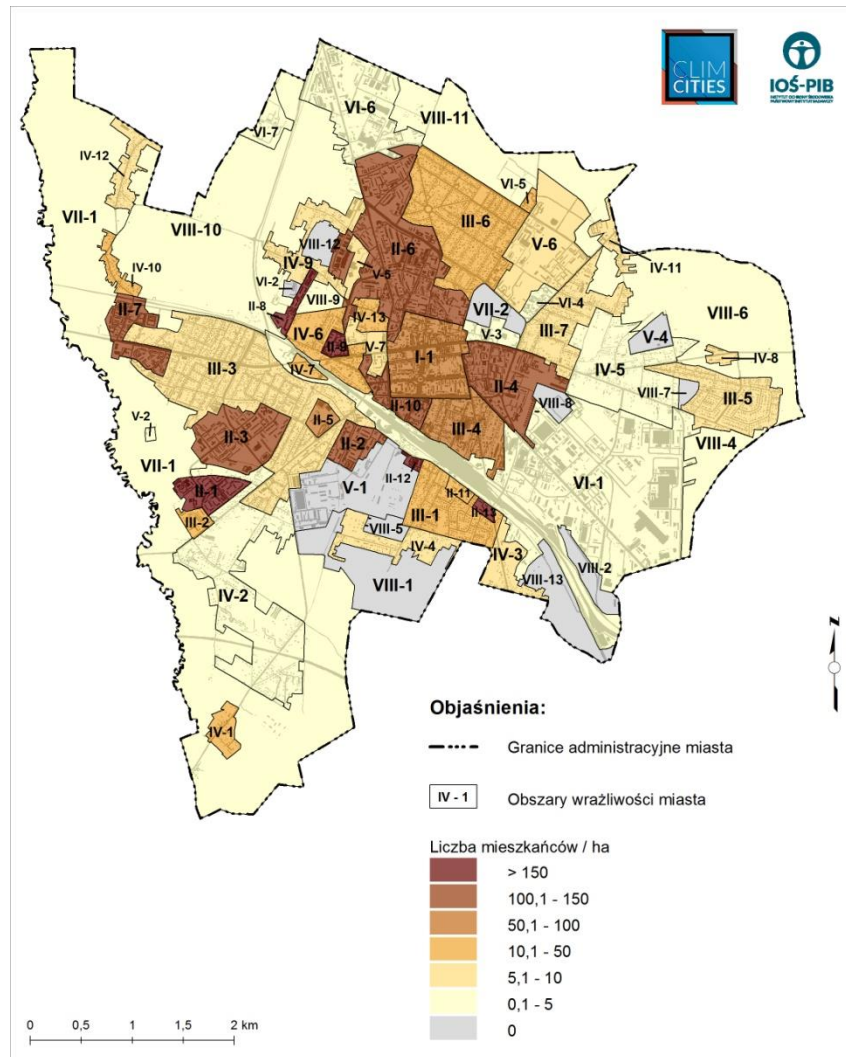 CLIM
CITIES
IOŚ-PIB
INSTYTUT OCHRONY ŚRODOWISKA
PAŃSTWOWY INSTYTUT BADAWCZY
VI-6
VIII-11
VI-7
IV-12
VII-1
VIII-10
VI-5
III-6
V-6
II-6
VIII-12
IV-9
V-5
IV-11
IV-10
VI-2
VIII-9
VII-2
VI-4
II-7
II-8
IV-13
V-3
III-7
VIII-6
IV-6
II-9
V-7
I-1
V-4
IV-8
III-3
IV-7
IV-5
II-4
VIII-7
III-5
V-2
II-3
II-5
II-10
VIII-8
III-4
VIII-4
II-2
VII-1
II-1
V-1
II-12
II-11
VI-1
III-2
III-1
II-13
VIII-5
IV-4
IV-3
IV-2
VIII-1
VIII-13
VIII-2
IV-1
z
Objaśnienia:
Granice administracyjne miasta
IV - 1 Obszary wrażliwości miasta
Liczba mieszkańców / ha
> 150
100,1 - 150
50,1 - 100
10,1 - 50
5,1 - 10
0,1 - 5
0
0 0,5 1 1,5 2 km